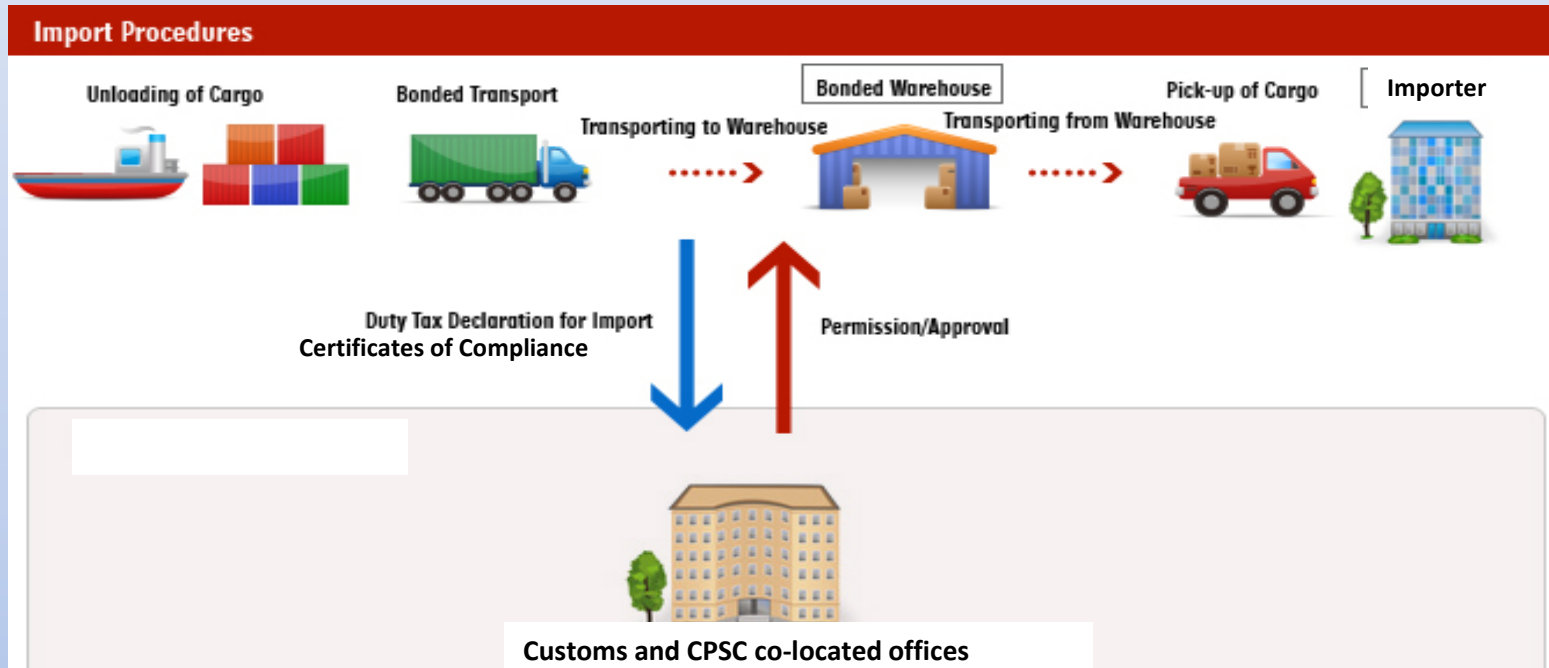 Import Procedures
Unloading of Cargo
Bonded Transport
Transporting to Warehouse
Bonded Warehouse
Transporting from Warehouse
Pick-up of Cargo
Importer
Duty Tax Declaration for Import
Certificates of Compliance
Permission/Approval
Customs and CPSC co-located offices